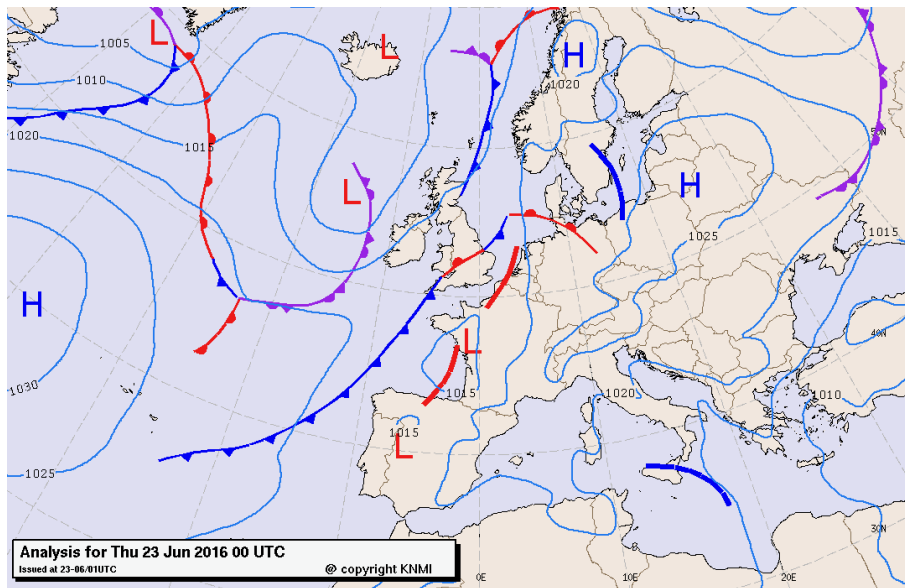 L
1005
L
H
1010
1020
1020
1015
50N
L
H
1015
1025
H
40N
L
1030
1015
1020
1010
1015
L
1025
30N
Analysis for Thu 23 Jun 2016 00 UTC
Issued at 23-06/01UTC
@ copyright KNMI
0E
10E
20E